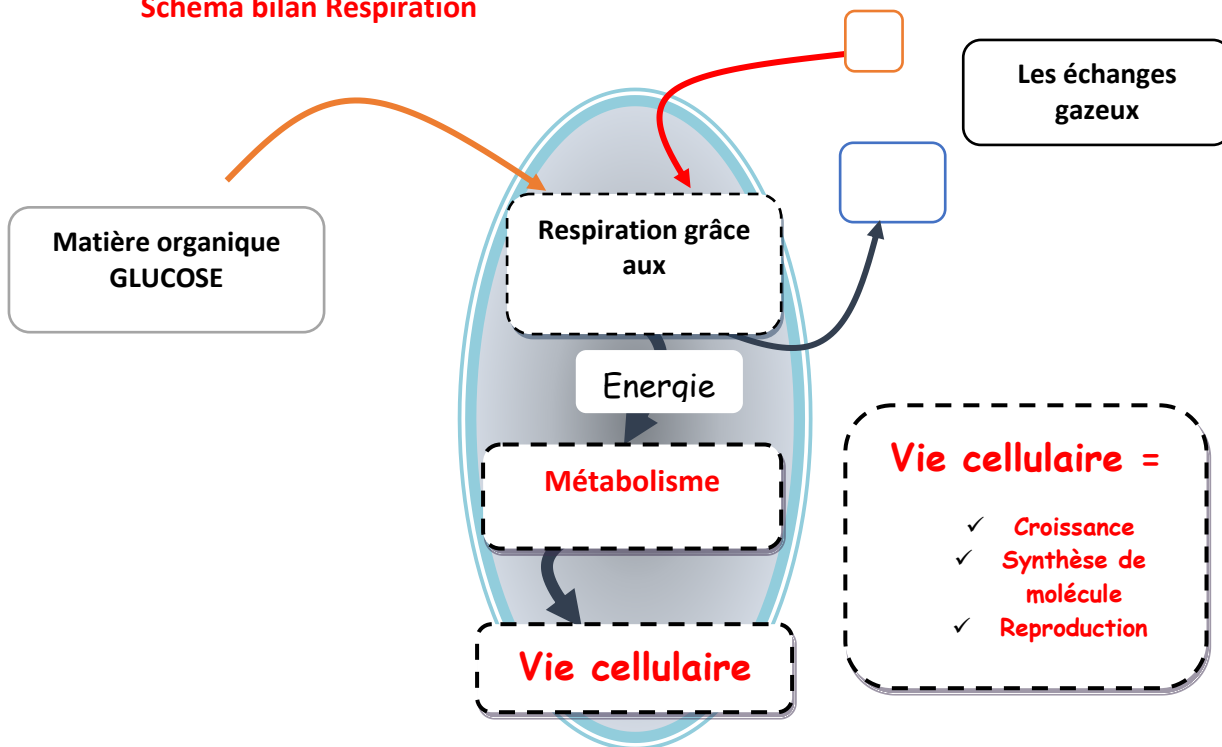 Schéma bilan Respiration
Les échanges
gazeux
Matière organique
GLUCOSE
Respiration grâce
aux
Energie
Métabolisme
Vie cellulaire
Vie cellulaire =
✓ Croissance
✓ Synthèse de
molécule
✓ Reproduction